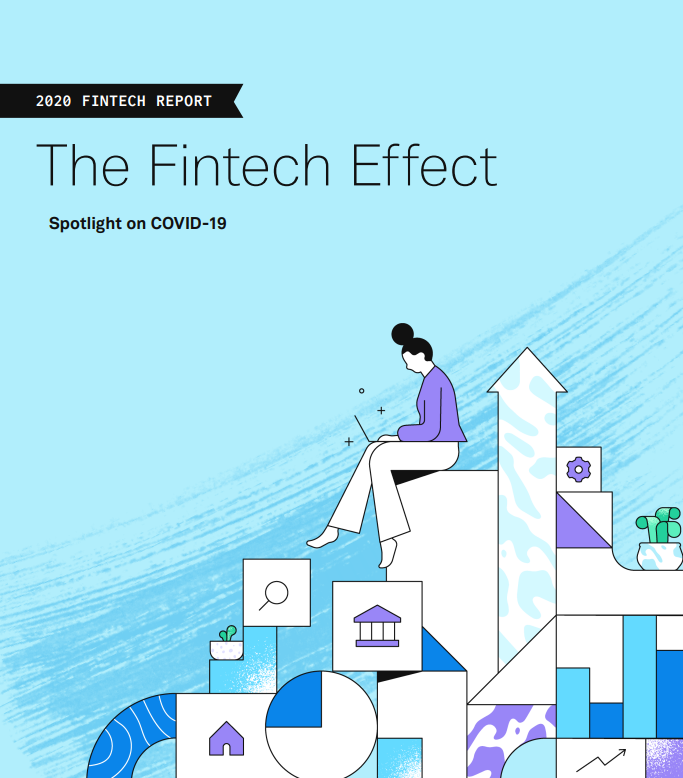 2020 FINTECH REPORT
The Fintech Effect
Spotlight on COVID-19